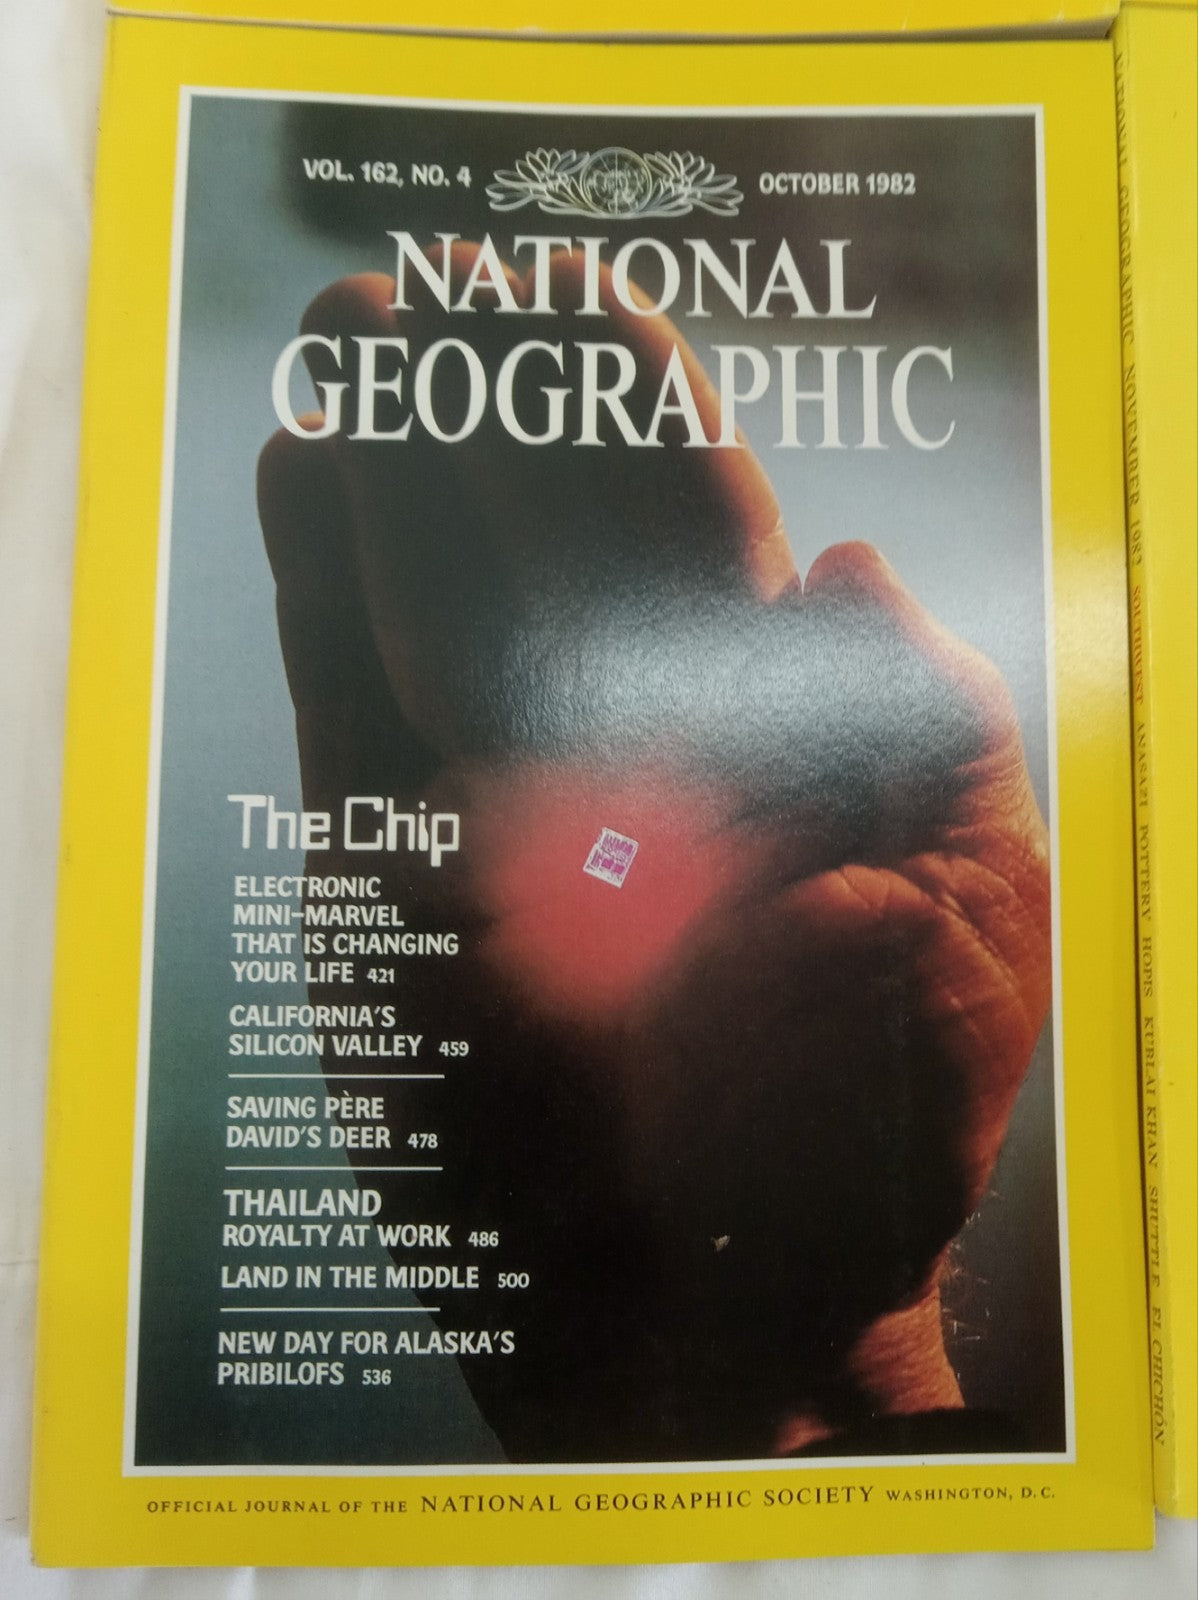 VOL. 162, NO. 4
OCTOBER 1982
NATIONAL
GEOGRAPHIC
The Chip
ELECTRONIC
MINI-MARVEL
THAT IS CHANGING
YOUR LIFE 421
CALIFORNIA'S
SILICON VALLEY 459
SAVING PÈRE
DAVID'S DEER 478
THAILAND
ROYALTY AT WORK 486
LAND IN THE MIDDLE 500
NEW DAY FOR ALASKA'S
PRIBILOFS 536
OFFICIAL JOURNAL OF THE NATIONAL GEOGRAPHIC SOCIETY WASHINGTON, D.C.
NATIONAL GEOGRAPHIC NOVEMBER 1982 SOUTHWEST ANASAZI POTTERY HOPIS KUBLAI KHAN SHUTTLE EL CHICHÓN